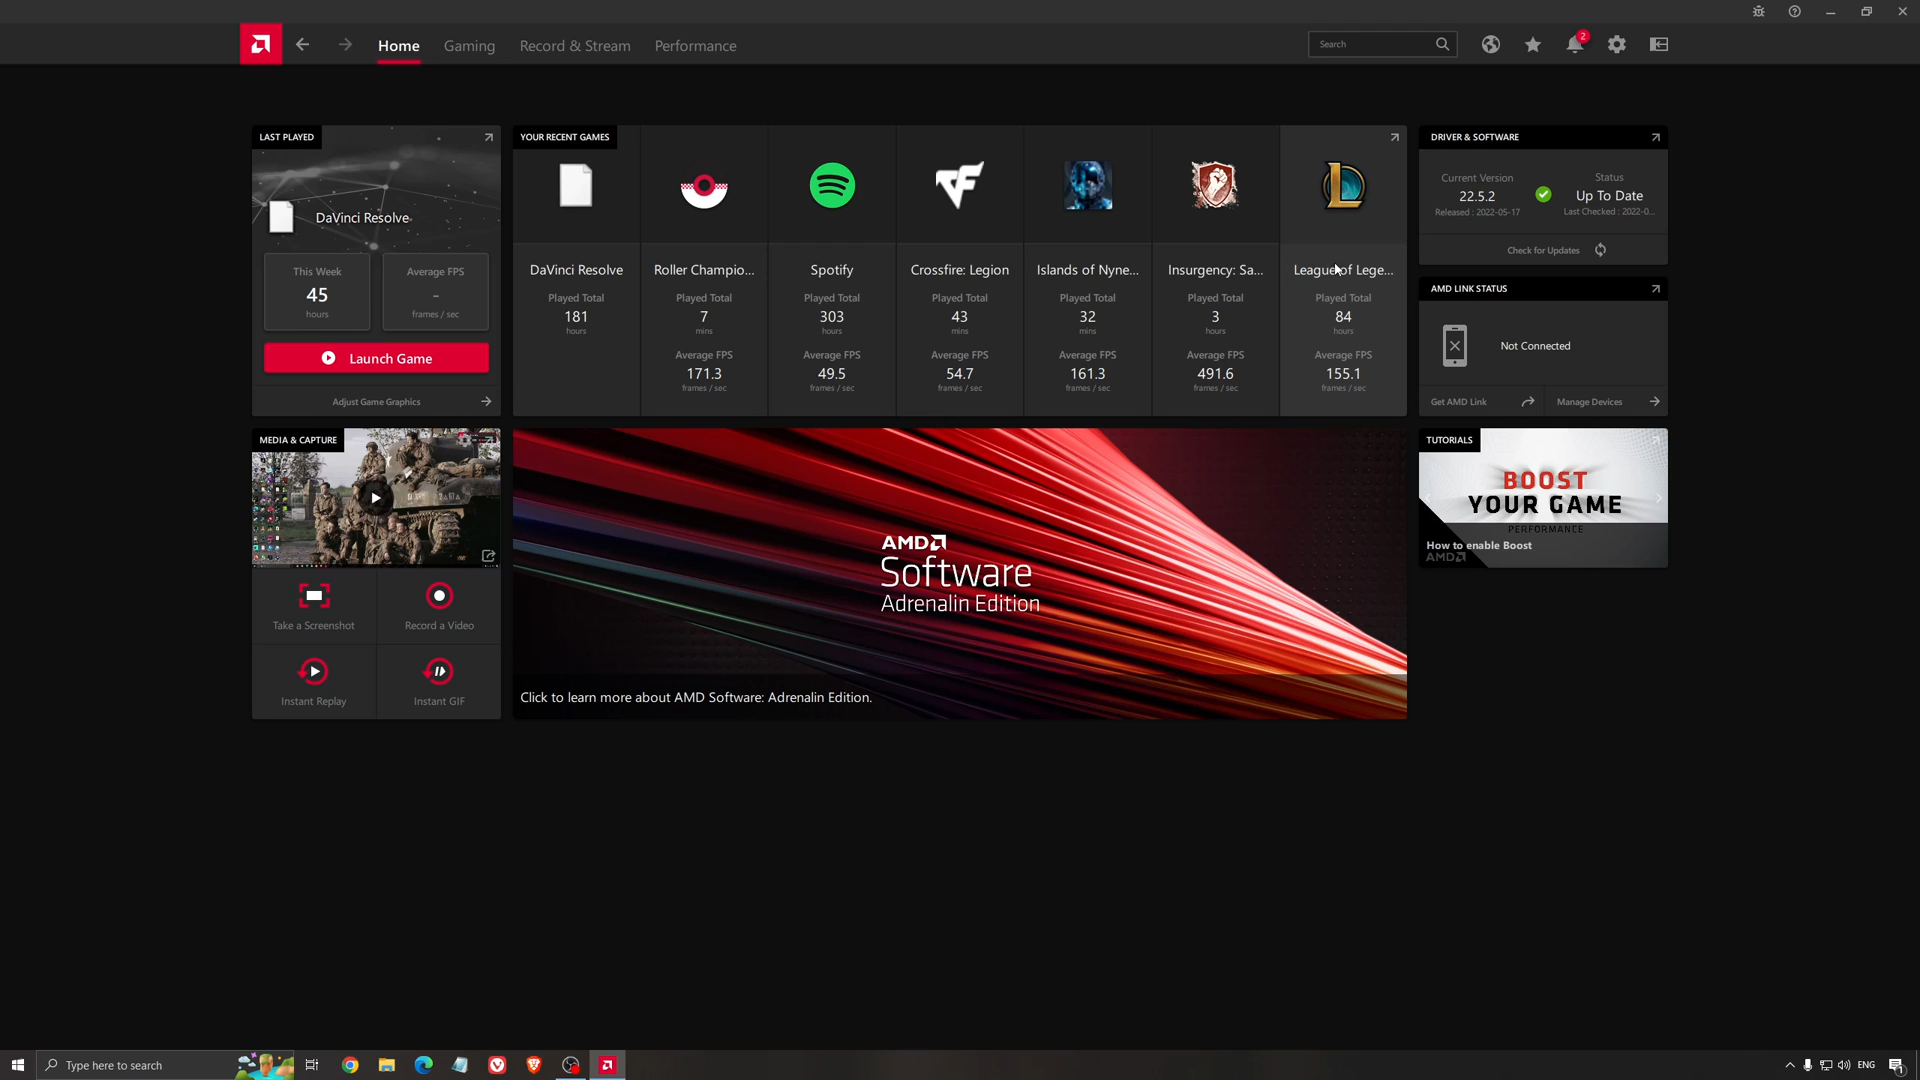 Home
Gaming
Record & Stream
Performance
Search
2
LAST PLAYED
DaVinci Resolve
This Week
45
hours
Average FPS
-
frames / sec
Launch Game
Adjust Game Graphics
YOUR RECENT GAMES
DaVinci Resolve
Played Total
181
hours
Roller Champio...
Played Total
7
mins
Average FPS
171.3
frames / sec
Spotify
Played Total
303
hours
Average FPS
49.5
frames / sec
Crossfire: Legion
Played Total
43
mins
Average FPS
54.7
frames / sec
Islands of Nyne...
Played Total
32
mins
Average FPS
161.3
frames / sec
Insurgency: Sa...
Played Total
3
hours
Average FPS
491.6
frames / sec
League of Lege...
Played Total
84
hours
Average FPS
155.1
frames / sec
DRIVER & SOFTWARE
Current Version
22.5.2
Released : 2022-05-17
Status
Up To Date
Last Checked : 2022-0...
Check for Updates
AMD LINK STATUS
Not Connected
Get AMD Link
Manage Devices
MEDIA & CAPTURE
Take a Screenshot
Record a Video
Instant Replay
Instant GIF
AMD
Software
Adrenalin Edition
Click to learn more about AMD Software: Adrenalin Edition.
TUTORIALS
BOOST
YOUR GAME
PERFORMANCE
How to enable Boost
AMD
Type here to search
ENG
1